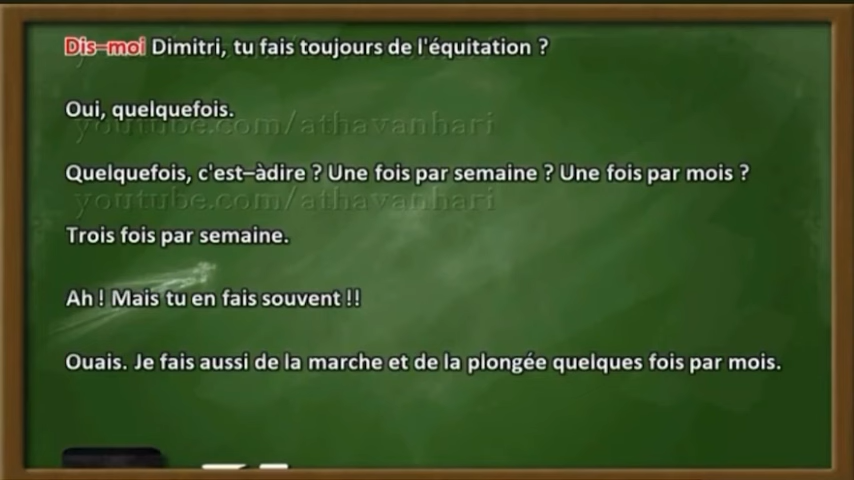 Dis–moi Dimitri, tu fais toujours de l'équitation ?
Oui, quelquefois.
youtube.com/athavanhari
Quelquefois, c'est–àdire ? Une fois par semaine ? Une fois par mois ?
youtube.com/athavanhari
Trois fois par semaine.
Ah ! Mais tu en fais souvent !!
Ouais. Je fais aussi de la marche et de la plongée quelques fois par mois.